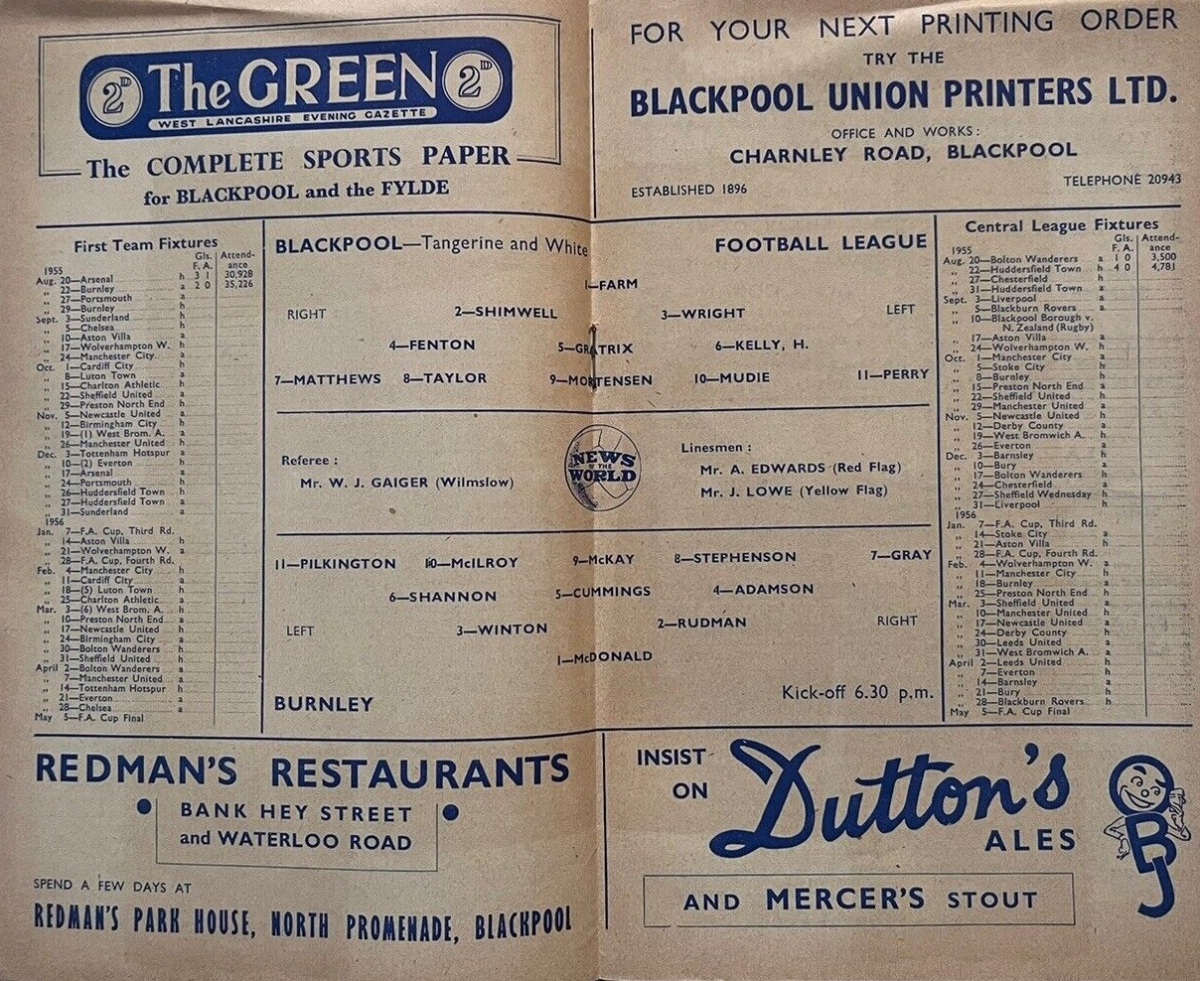 2D The GREEN 2D
WEST LANCASHIRE EVENING GAZETTE
The COMPLETE SPORTS PAPER
for BLACKPOOL and the FYLDE
FOR YOUR NEXT PRINTING ORDER
TRY THE
BLACKPOOL UNION PRINTERS LTD.
OFFICE AND WORKS:
CHARNLEY ROAD, BLACKPOOL
ESTABLISHED 1896
TELEPHONE 20943
First Team Fixtures
Gls. Attend-
1955 F. A. ance
Aug. 20—Arsenal h 3 1 30,928
„ 22—Burnley a 2 0 35,226
„ 27—Portsmouth a
„ 29—Burnley h
Sept. 3—Sunderland h
„ 5—Chelsea h
„ 10—Aston Villa a
„ 17—Wolverhampton W. h
„ 24—Manchester City a
Oct. 1—Cardiff City h
„ 8—Luton Town a
„ 15—Charlton Athletic h
„ 22—Sheffield United a
„ 29—Preston North End h
Nov. 5—Newcastle United a
„ 12—Birmingham City h
„ 19—(1) West Brom. A. a
„ 26—Manchester United h
Dec. 3—Tottenham Hotspur a
„ 10—(2) Everton h
„ 17—Arsenal a
„ 24—Portsmouth h
„ 26—Huddersfield Town h
„ 27—Huddersfield Town a
„ 31—Sunderland a
1956
Jan. 7—F.A. Cup, Third Rd.
„ 14—Aston Villa h
„ 21—Wolverhampton W. a
„ 28—F.A. Cup, Fourth Rd.
Feb. 4—Manchester City h
„ 11—Cardiff City a
„ 18—(5) Luton Town h
„ 25—Charlton Athletic a
Mar. 3—(6) West Brom. A. h
„ 10—Preston North End a
„ 17—Newcastle United h
„ 24—Birmingham City a
„ 30—Bolton Wanderers h
„ 31—Sheffield United h
April 2—Bolton Wanderers a
„ 7—Manchester United a
„ 14—Tottenham Hotspur h
„ 21—Everton a
„ 28—Chelsea a
May 5—F.A. Cup Final
BLACKPOOL—Tangerine and White
FOOTBALL LEAGUE
1—FARM
RIGHT 2—SHIMWELL 3—WRIGHT LEFT
4—FENTON 5—GRATRIX 6—KELLY, H.
7—MATTHEWS 8—TAYLOR 9—MORTENSEN 10—MUDIE 11—PERRY
Referee :
Mr. W. J. GAIGER (Wilmslow)
NEWS
OF THE
WORLD
Linesmen :
Mr. A. EDWARDS (Red Flag)
Mr. J. LOWE (Yellow Flag)
11—PILKINGTON 10—McILROY 9—McKAY 8—STEPHENSON 7—GRAY
6—SHANNON 5—CUMMINGS 4—ADAMSON
LEFT 3—WINTON 2—RUDMAN RIGHT
1—McDONALD
BURNLEY
Kick-off 6.30 p.m.
Central League Fixtures
Gls. Attend-
1955 F. A. ance
Aug. 20—Bolton Wanderers a 1 0 3,500
„ 22—Huddersfield Town h 4 0 4,781
„ 27—Chesterfield h
„ 31—Huddersfield Town a
Sept. 3—Liverpool a
„ 5—Blackburn Rovers a
„ 10—Blackpool Borough v.
N. Zealand (Rugby)
„ 17—Aston Villa a
„ 24—Wolverhampton W. h
Oct. 1—Manchester City a
„ 5—Stoke City h
„ 8—Burnley h
„ 15—Preston North End a
„ 22—Sheffield United h
„ 29—Manchester United a
Nov. 5—Newcastle United h
„ 12—Derby County a
„ 19—West Bromwich A. h
„ 26—Everton a
Dec. 3—Barnsley h
„ 10—Bury a
„ 17—Bolton Wanderers h
„ 24—Chesterfield a
„ 27—Sheffield Wednesday h
„ 31—Liverpool h
1956
Jan. 7—F.A. Cup, Third Rd.
„ 14—Stoke City a
„ 21—Aston Villa h
„ 28—F.A. Cup, Fourth Rd.
Feb. 4—Wolverhampton W. a
„ 11—Manchester City h
„ 18—Burnley a
„ 25—Preston North End h
Mar. 3—Sheffield United a
„ 10—Manchester United h
„ 17—Newcastle United a
„ 24—Derby County h
„ 30—Leeds United h
„ 31—West Bromwich A. a
April 2—Leeds United h
„ 7—Everton h
„ 14—Barnsley a
„ 21—Bury h
„ 28—Blackburn Rovers h
May 5—F.A. Cup Final
REDMAN'S RESTAURANTS
BANK HEY STREET
and WATERLOO ROAD
SPEND A FEW DAYS AT
REDMAN'S PARK HOUSE, NORTH PROMENADE, BLACKPOOL
INSIST
ON
Dutton's
ALES
AND MERCER'S STOUT
OBJ